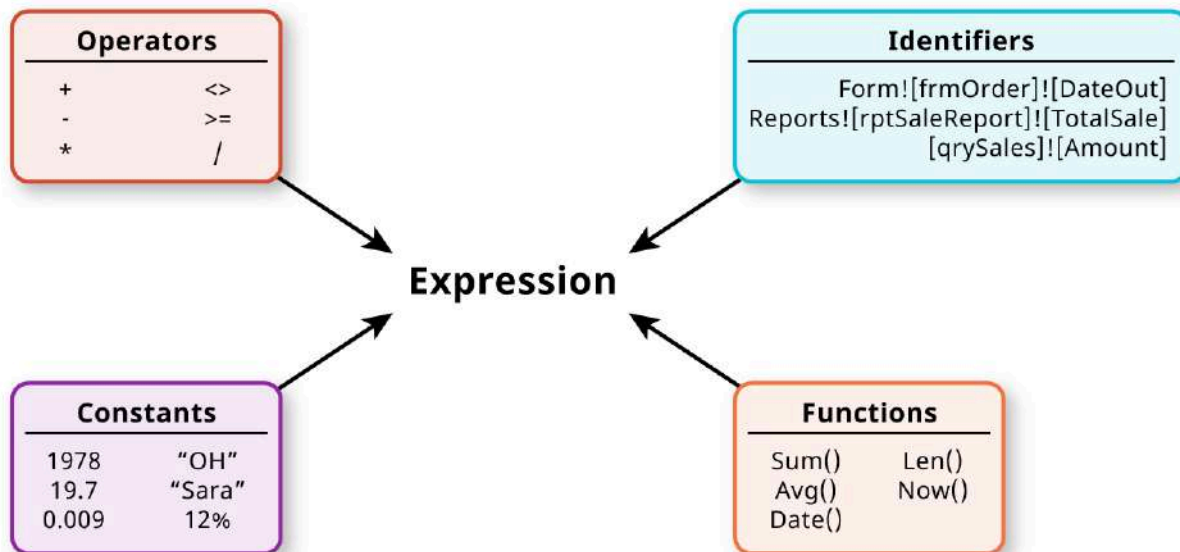 Operators
+ <>
- >=
* /
Identifiers
Form![frmOrder]![DateOut]
Reports![rptSaleReport]![TotalSale]
[qrySales]![Amount]
Expression
Constants
1978 “OH”
19.7 “Sara”
0.009 12%
Functions
Sum() Len()
Avg() Now()
Date()